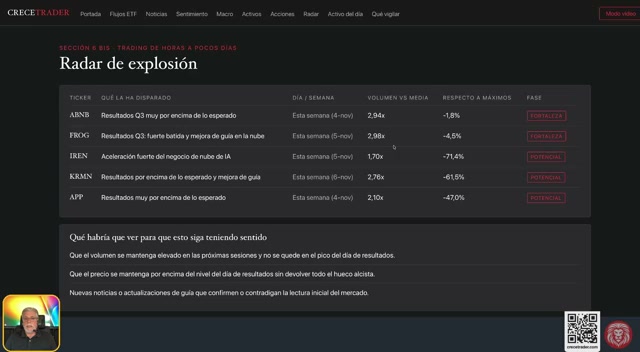 CRECETRADER Portada Flujos ETF Noticias Sentimiento Macro Activos Acciones Radar Activo del día Qué vigilar Modo vídeo
SECCIÓN 6 BIS · TRADING DE HORAS A POCOS DÍAS
Radar de explosión
TICKER QUÉ LA HA DISPARADO DÍA / SEMANA VOLUMEN VS MEDIA RESPECTO A MÁXIMOS FASE
ABNB Resultados Q3 muy por encima de lo esperado Esta semana (4-nov) 2,94x -1,8% FORTALEZA
FROG Resultados Q3: fuerte batida y mejora de guía en la nube Esta semana (5-nov) 2,98x -4,5% FORTALEZA
IREN Aceleración fuerte del negocio de nube de IA Esta semana (5-nov) 1,70x -71,4% POTENCIAL
KRMN Resultados por encima de lo esperado y mejora de guía Esta semana (6-nov) 2,76x -61,5% POTENCIAL
APP Resultados muy por encima de lo esperado Esta semana (4-nov) 2,10x -47,0% POTENCIAL
Qué habría que ver para que esto siga teniendo sentido
Que el volumen se mantenga elevado en las próximas sesiones y no se quede en el pico del día de resultados.
Que el precio se mantenga por encima del nivel del día de resultados sin devolver todo el hueco alcista.
Nuevas noticias o actualizaciones de guía que confirmen o contradigan la lectura inicial del mercado.
crecetrader.com